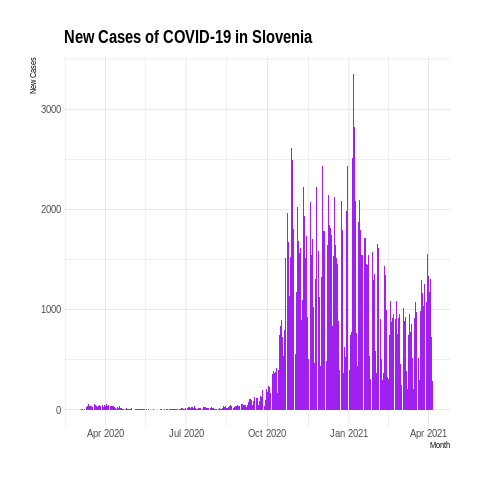 New Cases of COVID-19 in Slovenia
New Cases
3000
2000
1000
0
Apr 2020 Jul 2020 Oct 2020 Jan 2021 Apr 2021
Month